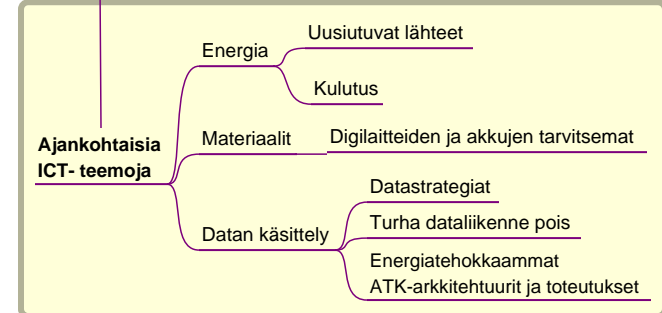 Ajankohtaisia
ICT- teemoja
Energia
Uusiutuvat lähteet
Kulutus
Materiaalit
Digilaitteiden ja akkujen tarvitsemat
Datan käsittely
Datastrategiat
Turha dataliikenne pois
Energiatehokkaammat
ATK-arkkitehtuurit ja toteutukset